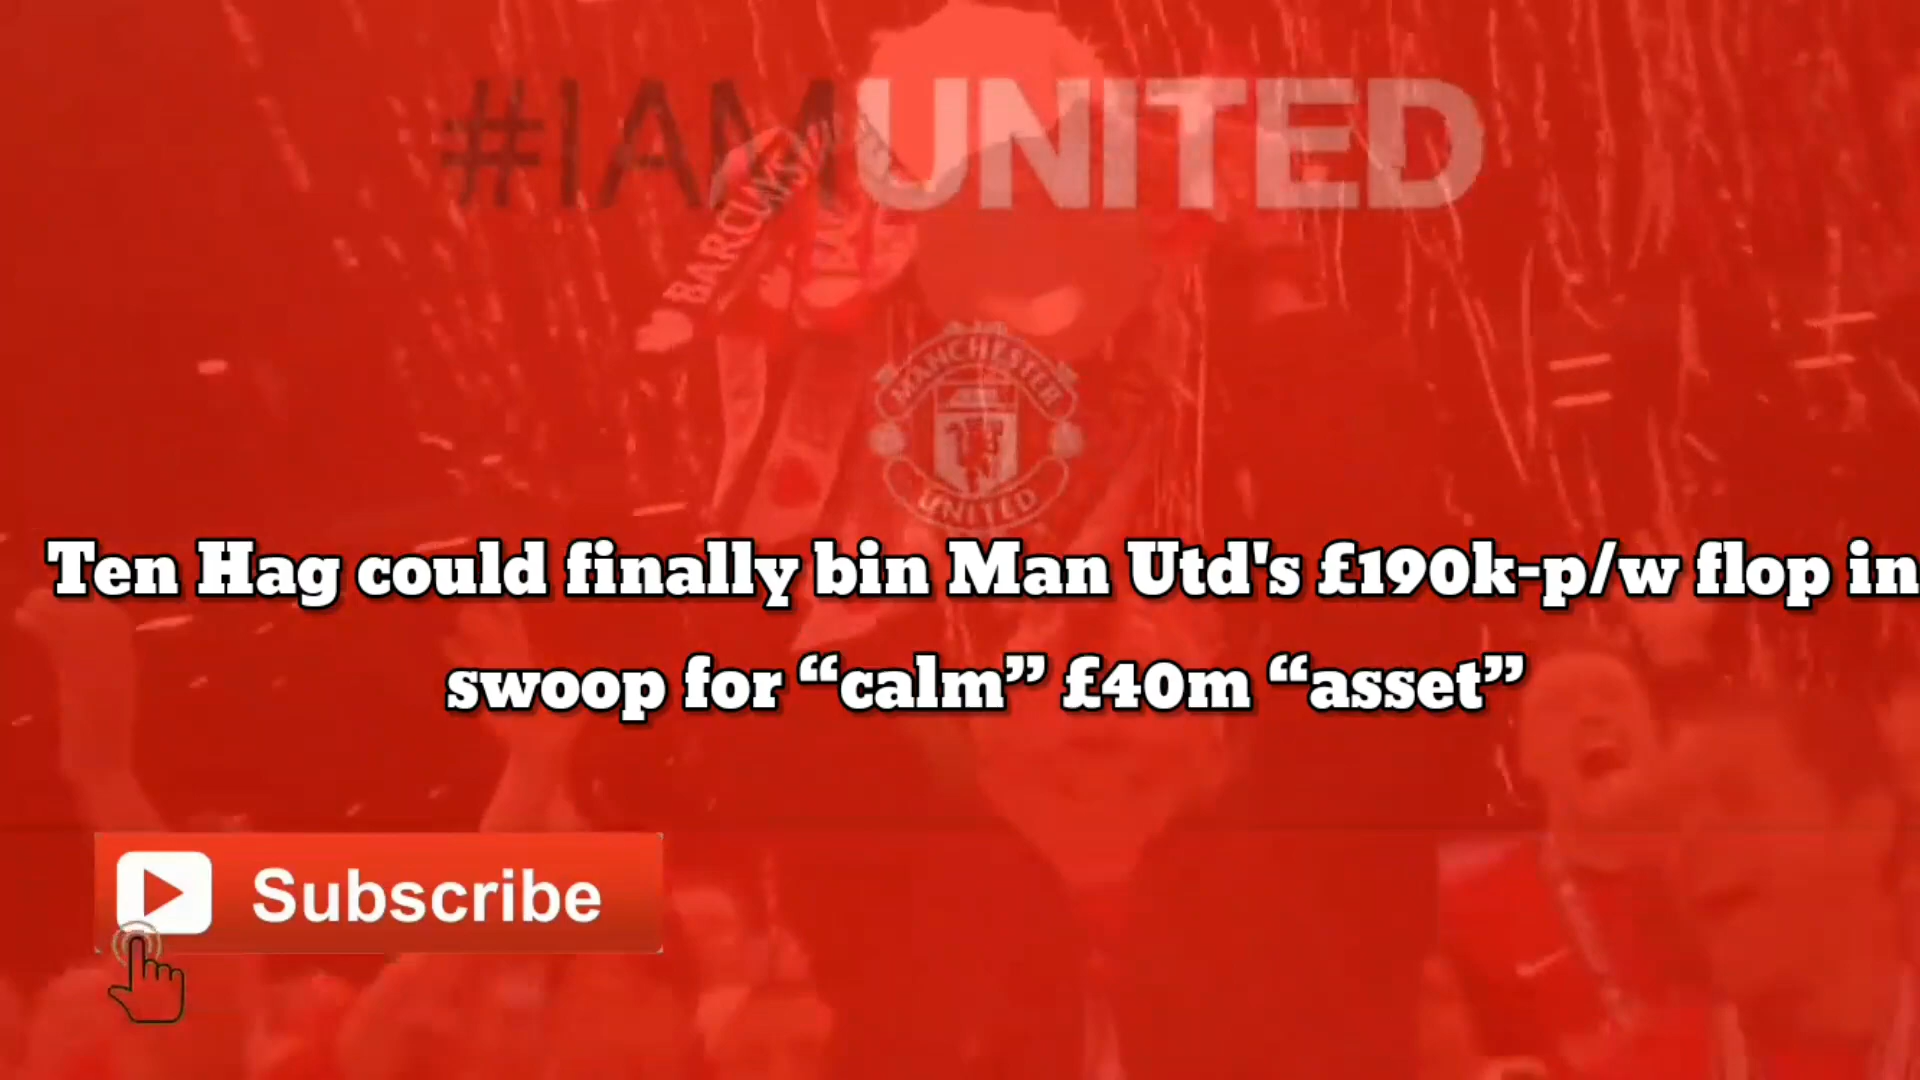 #IAMUNITED
BARCLAYS
MANCHESTER
UNITED
Ten Hag could finally bin Man Utd's £190k-p/w flop in
swoop for “calm” £40m “asset”
Subscribe